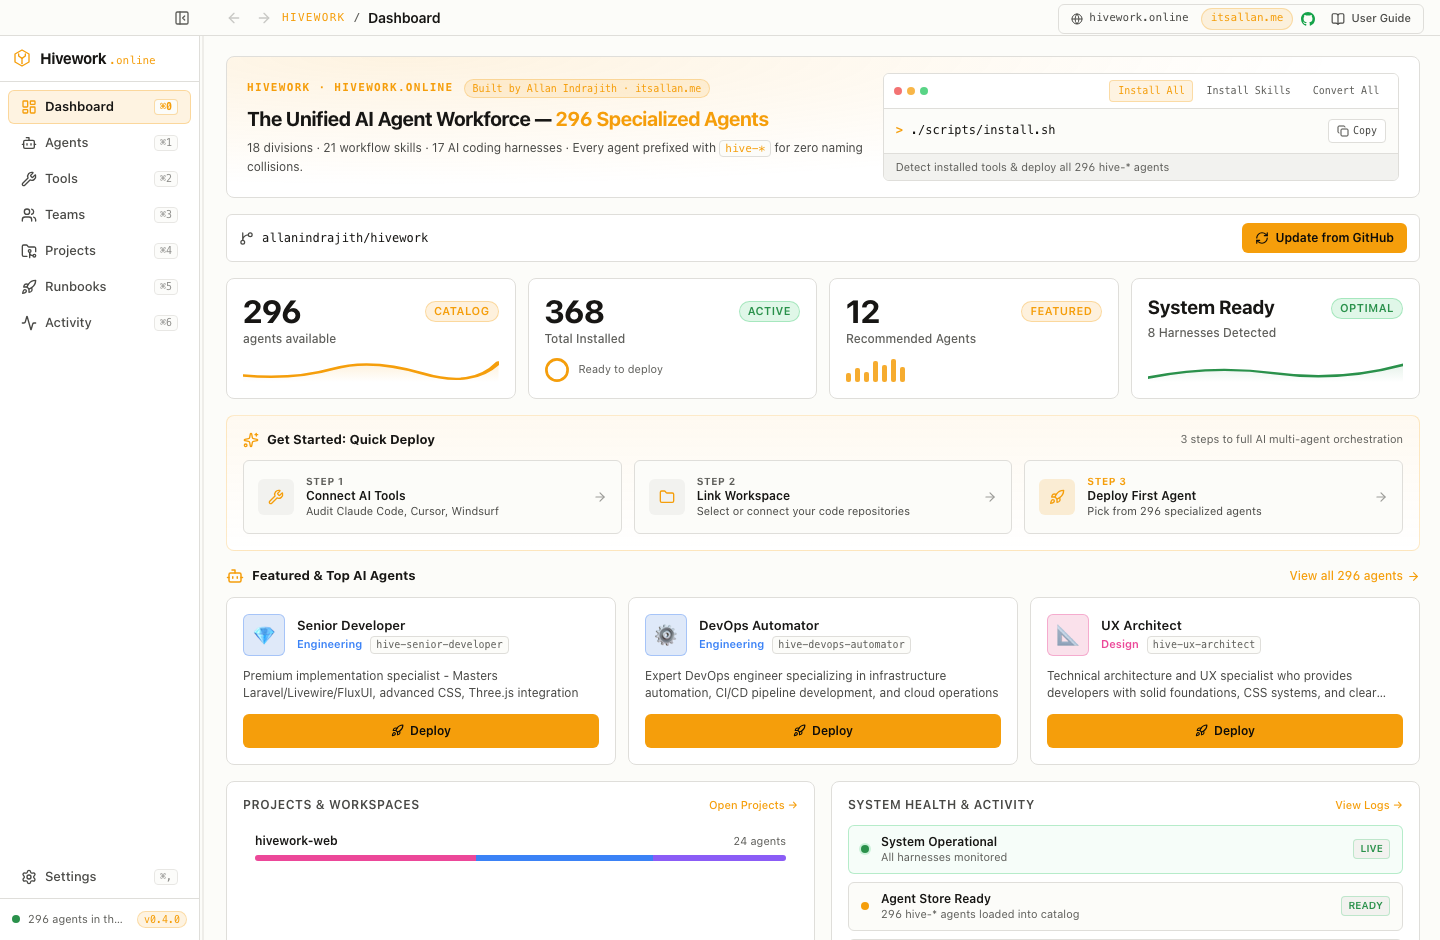 HIVEWORK / Dashboard
hivework.online
itsallan.me
User Guide
Hivework .online
Dashboard ⌘0
Agents ⌘1
Tools ⌘2
Teams ⌘3
Projects ⌘4
Runbooks ⌘5
Activity ⌘6
Settings ⌘,
296 agents in th... v0.4.0
HIVEWORK · HIVEWORK.ONLINE Built by Allan Indrajith · itsallan.me
The Unified AI Agent Workforce — 296 Specialized Agents
18 divisions · 21 workflow skills · 17 AI coding harnesses · Every agent prefixed with hive-* for zero naming
collisions.
Install All Install Skills Convert All
> ./scripts/install.sh Copy
Detect installed tools & deploy all 296 hive-* agents
allanindrajith/hivework Update from GitHub
296 CATALOG
agents available
368 ACTIVE
Total Installed
Ready to deploy
12 FEATURED
Recommended Agents
System Ready OPTIMAL
8 Harnesses Detected
Get Started: Quick Deploy 3 steps to full AI multi-agent orchestration
STEP 1
Connect AI Tools
Audit Claude Code, Cursor, Windsurf
STEP 2
Link Workspace
Select or connect your code repositories
STEP 3
Deploy First Agent
Pick from 296 specialized agents
Featured & Top AI Agents View all 296 agents →
Senior Developer
Engineering hive-senior-developer
Premium implementation specialist - Masters
Laravel/Livewire/FluxUI, advanced CSS, Three.js integration
Deploy
DevOps Automator
Engineering hive-devops-automator
Expert DevOps engineer specializing in infrastructure
automation, CI/CD pipeline development, and cloud operations
Deploy
UX Architect
Design hive-ux-architect
Technical architecture and UX specialist who provides
developers with solid foundations, CSS systems, and clear...
Deploy
PROJECTS & WORKSPACES Open Projects →
hivework-web 24 agents
SYSTEM HEALTH & ACTIVITY View Logs →
System Operational
All harnesses monitored
LIVE
Agent Store Ready
296 hive-* agents loaded into catalog
READY